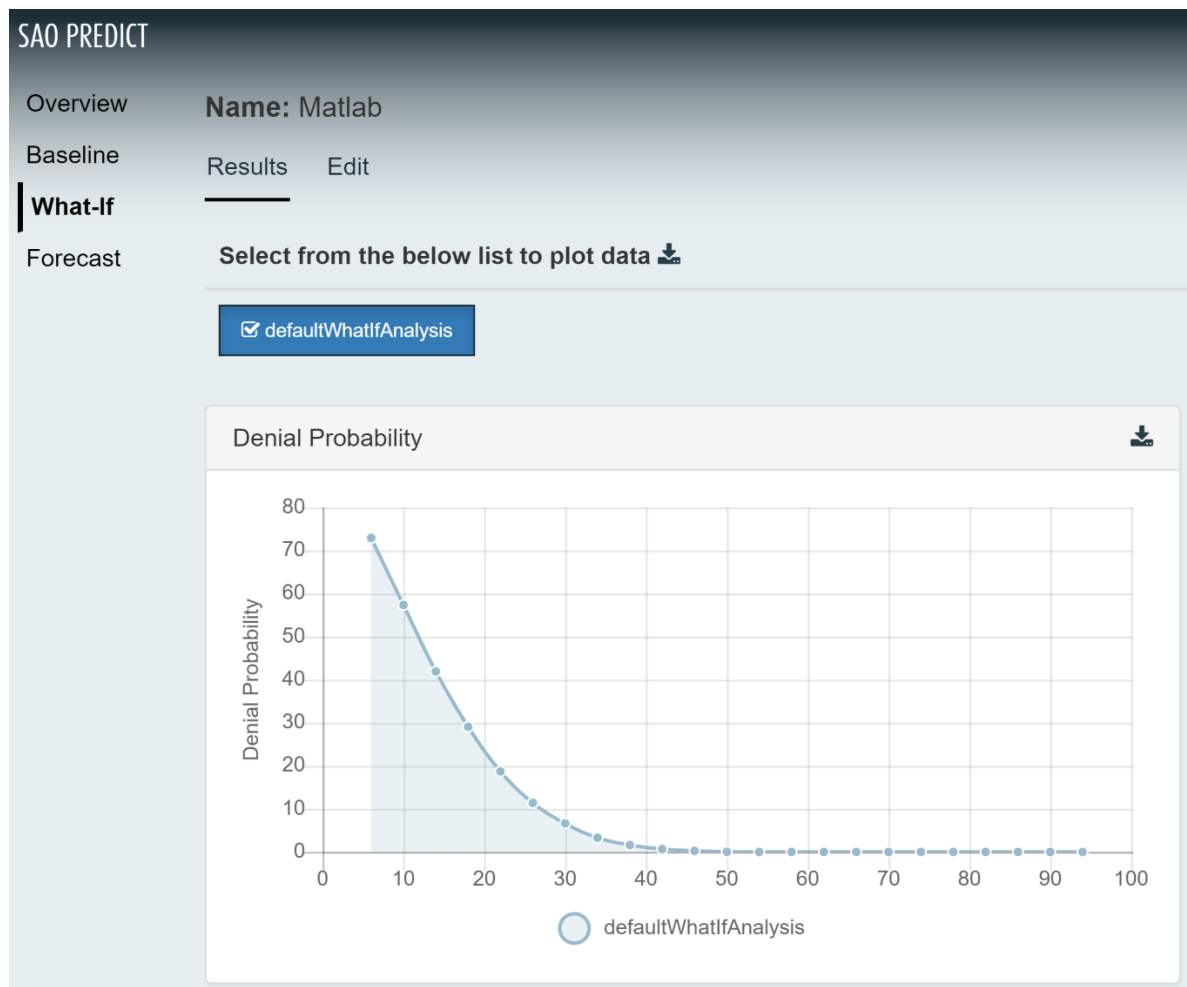 SAO PREDICT
Overview
Baseline
What-If
Forecast
Name: Matlab
Results Edit
Select from the below list to plot data
defaultWhatIfAnalysis
Denial Probability
Denial Probability
80
70
60
50
40
30
20
10
0
0 10 20 30 40 50 60 70 80 90 100
defaultWhatIfAnalysis